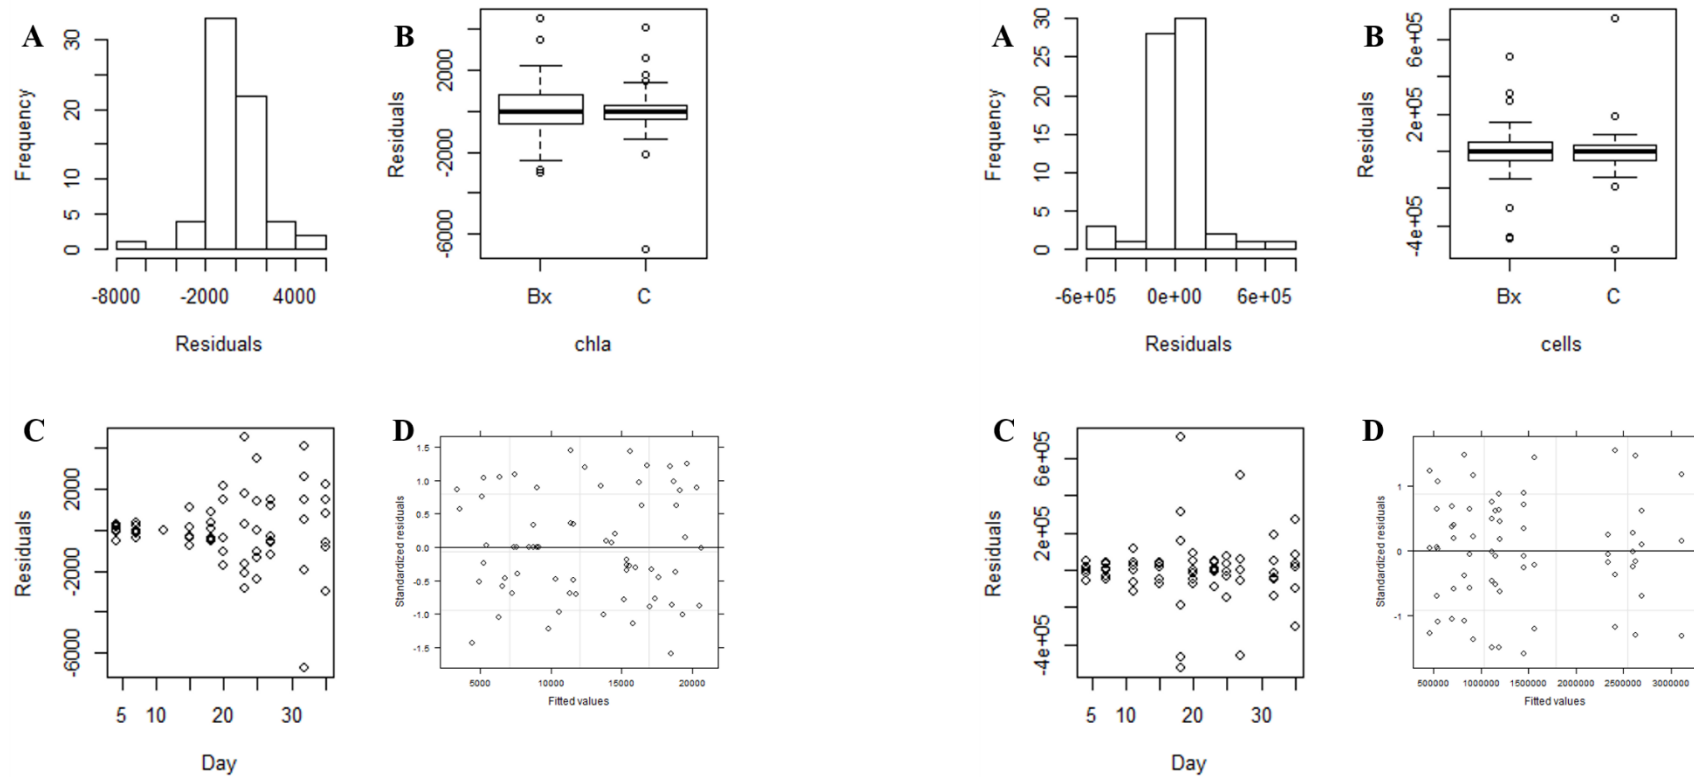 A
Frequency
30
20
10
5
0
-8000 -2000 4000
Residuals
B
Residuals
2000
-2000
-6000
Bx C
chla
C
Residuals
2000
-2000
-6000
5 10 20 30
Day
D
Standardized residuals
1.5
1.0
0.5
0.0
-0.5
-1.0
-1.5
5000 10000 15000 20000
Fitted values
A
Frequency
30
25
20
15
10
5
0
-6e+05 0e+00 6e+05
Residuals
B
Residuals
6e+05
2e+05
-4e+05
Bx C
cells
C
Residuals
6e+05
2e+05
-4e+05
5 10 20 30
Day
D
Standardized residuals
1
0
-1
500000 1000000 1500000 2000000 2500000 3000000
Fitted values